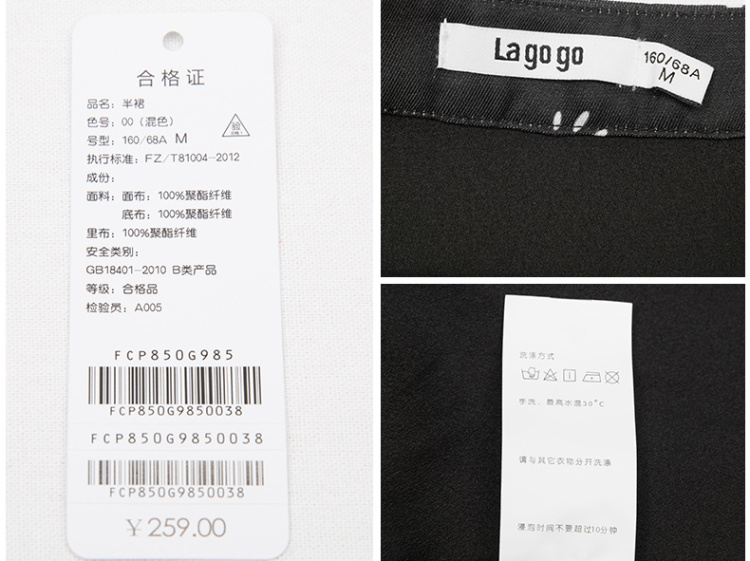 合格证
品名：半裙
色号：00（混色）
号型：160/68A M
验
执行标准：FZ/T81004-2012
成份：
面料：面布：100%聚酯纤维
底布：100%聚酯纤维
里布：100%聚酯纤维
安全类别：
GB18401-2010 B类产品
等级：合格品
检验员：A005
FCP850G985
FCP850G9850038
FCP850G9850038
FCP850G9850038
￥259.00
La go go
160/68A
M
洗涤方式
手洗，最高水温30°C
请与其它衣物分开洗涤
浸泡时间不要超过10分钟